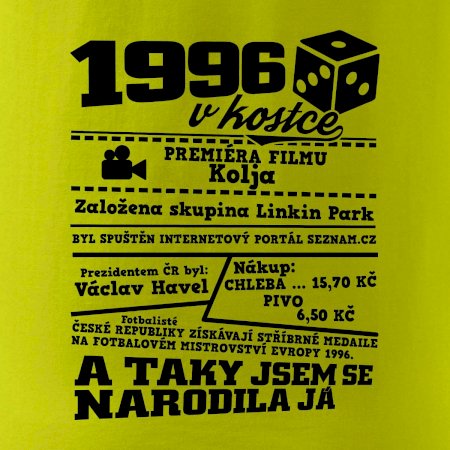 1996
v kostce
PREMIÉRA FILMU
Kolja
Založena skupina Linkin Park
BYL SPUŠTĚN INTERNETOVÝ PORTÁL SEZNAM.CZ
Prezidentem ČR byl:
Václav Havel
Nákup:
CHLEBA ... 15,70 KČ
PIVO
6,50 KČ
Fotbalisté
ČESKÉ REPUBLIKY ZÍSKÁVAJÍ STŘÍBRNÉ MEDAILE
NA FOTBALOVÉM MISTROVSTVÍ EVROPY 1996.
A TAKY JSEM SE
NARODILA JÁ